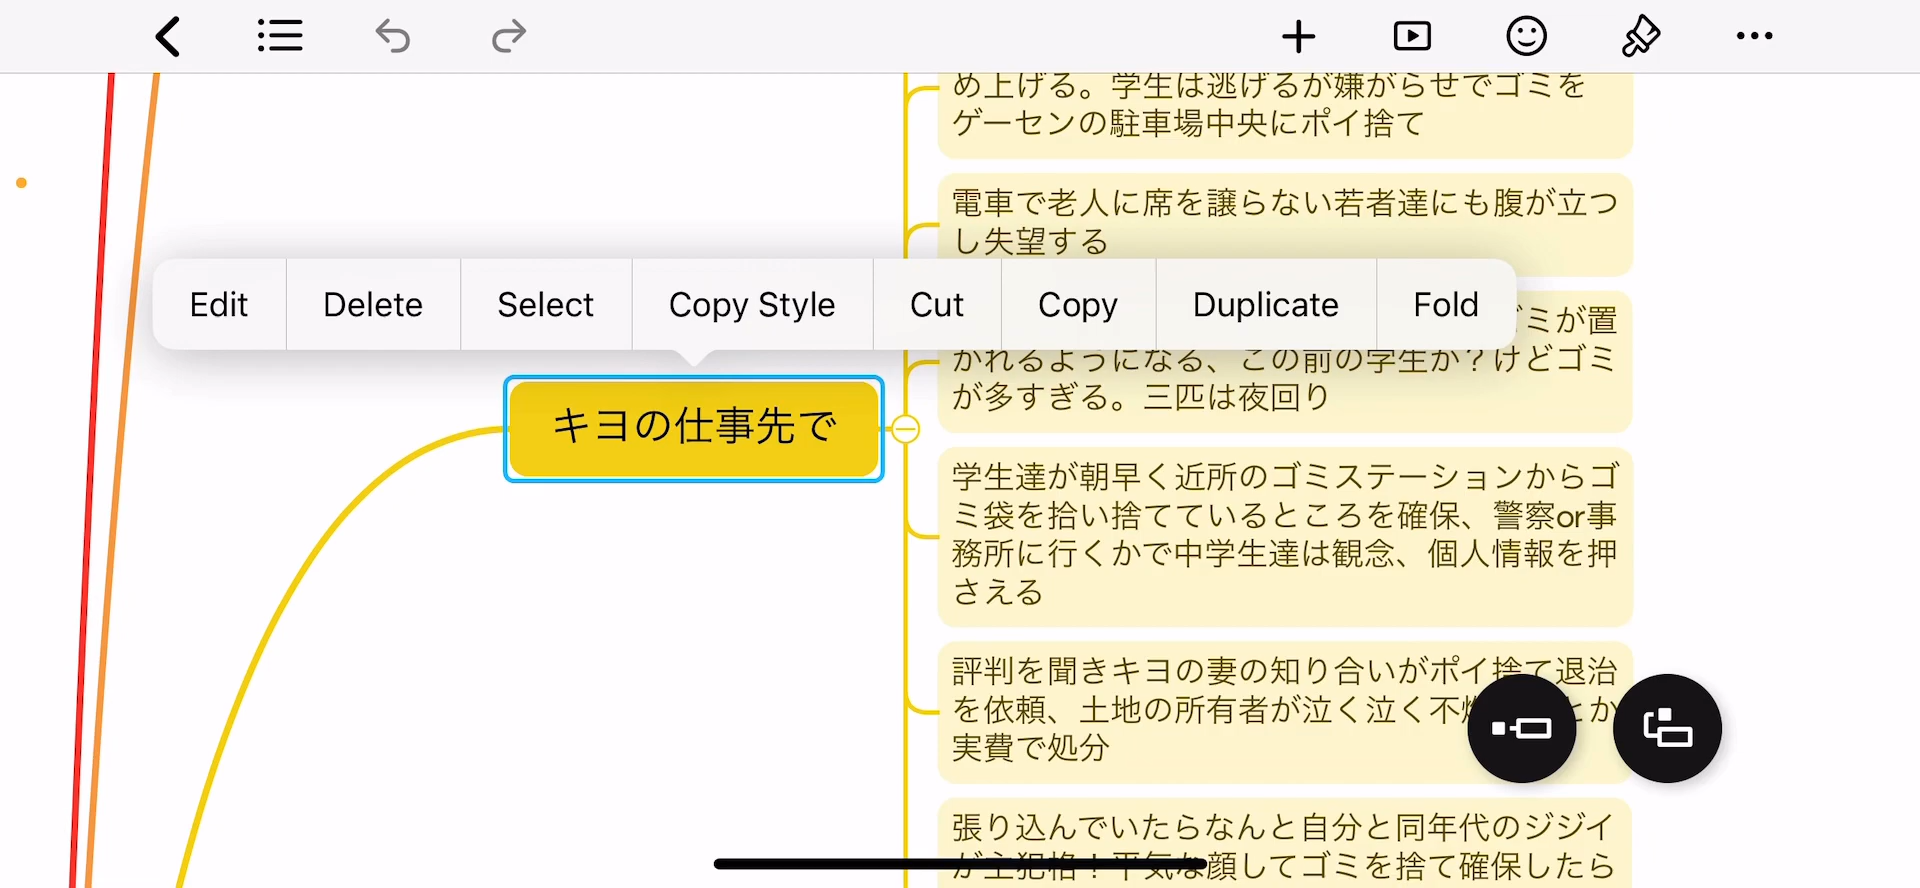 め上げる。学生は逃げるが嫌がらせでゴミを
ゲーセンの駐車場中央にポイ捨て
電車で老人に席を譲らない若者達にも腹が立つ
し失望する
Edit
Delete
Select
Copy Style
Cut
Copy
Duplicate
Fold
ゴミが置
かれるようになる、この前の学生か？けどゴミ
が多すぎる。三匹は夜回り
キヨの仕事先で
学生達が朝早く近所のゴミステーションからゴ
ミ袋を拾い捨てているところを確保、警察or事
務所に行くかで中学生達は観念、個人情報を押
さえる
評判を聞きキヨの妻の知り合いがポイ捨て退治
を依頼、土地の所有者が泣く泣く不燃 とか
実費で処分
張り込んでいたらなんと自分と同年代のジジイ
が主犯格！平気な顔してゴミを捨て確保したら